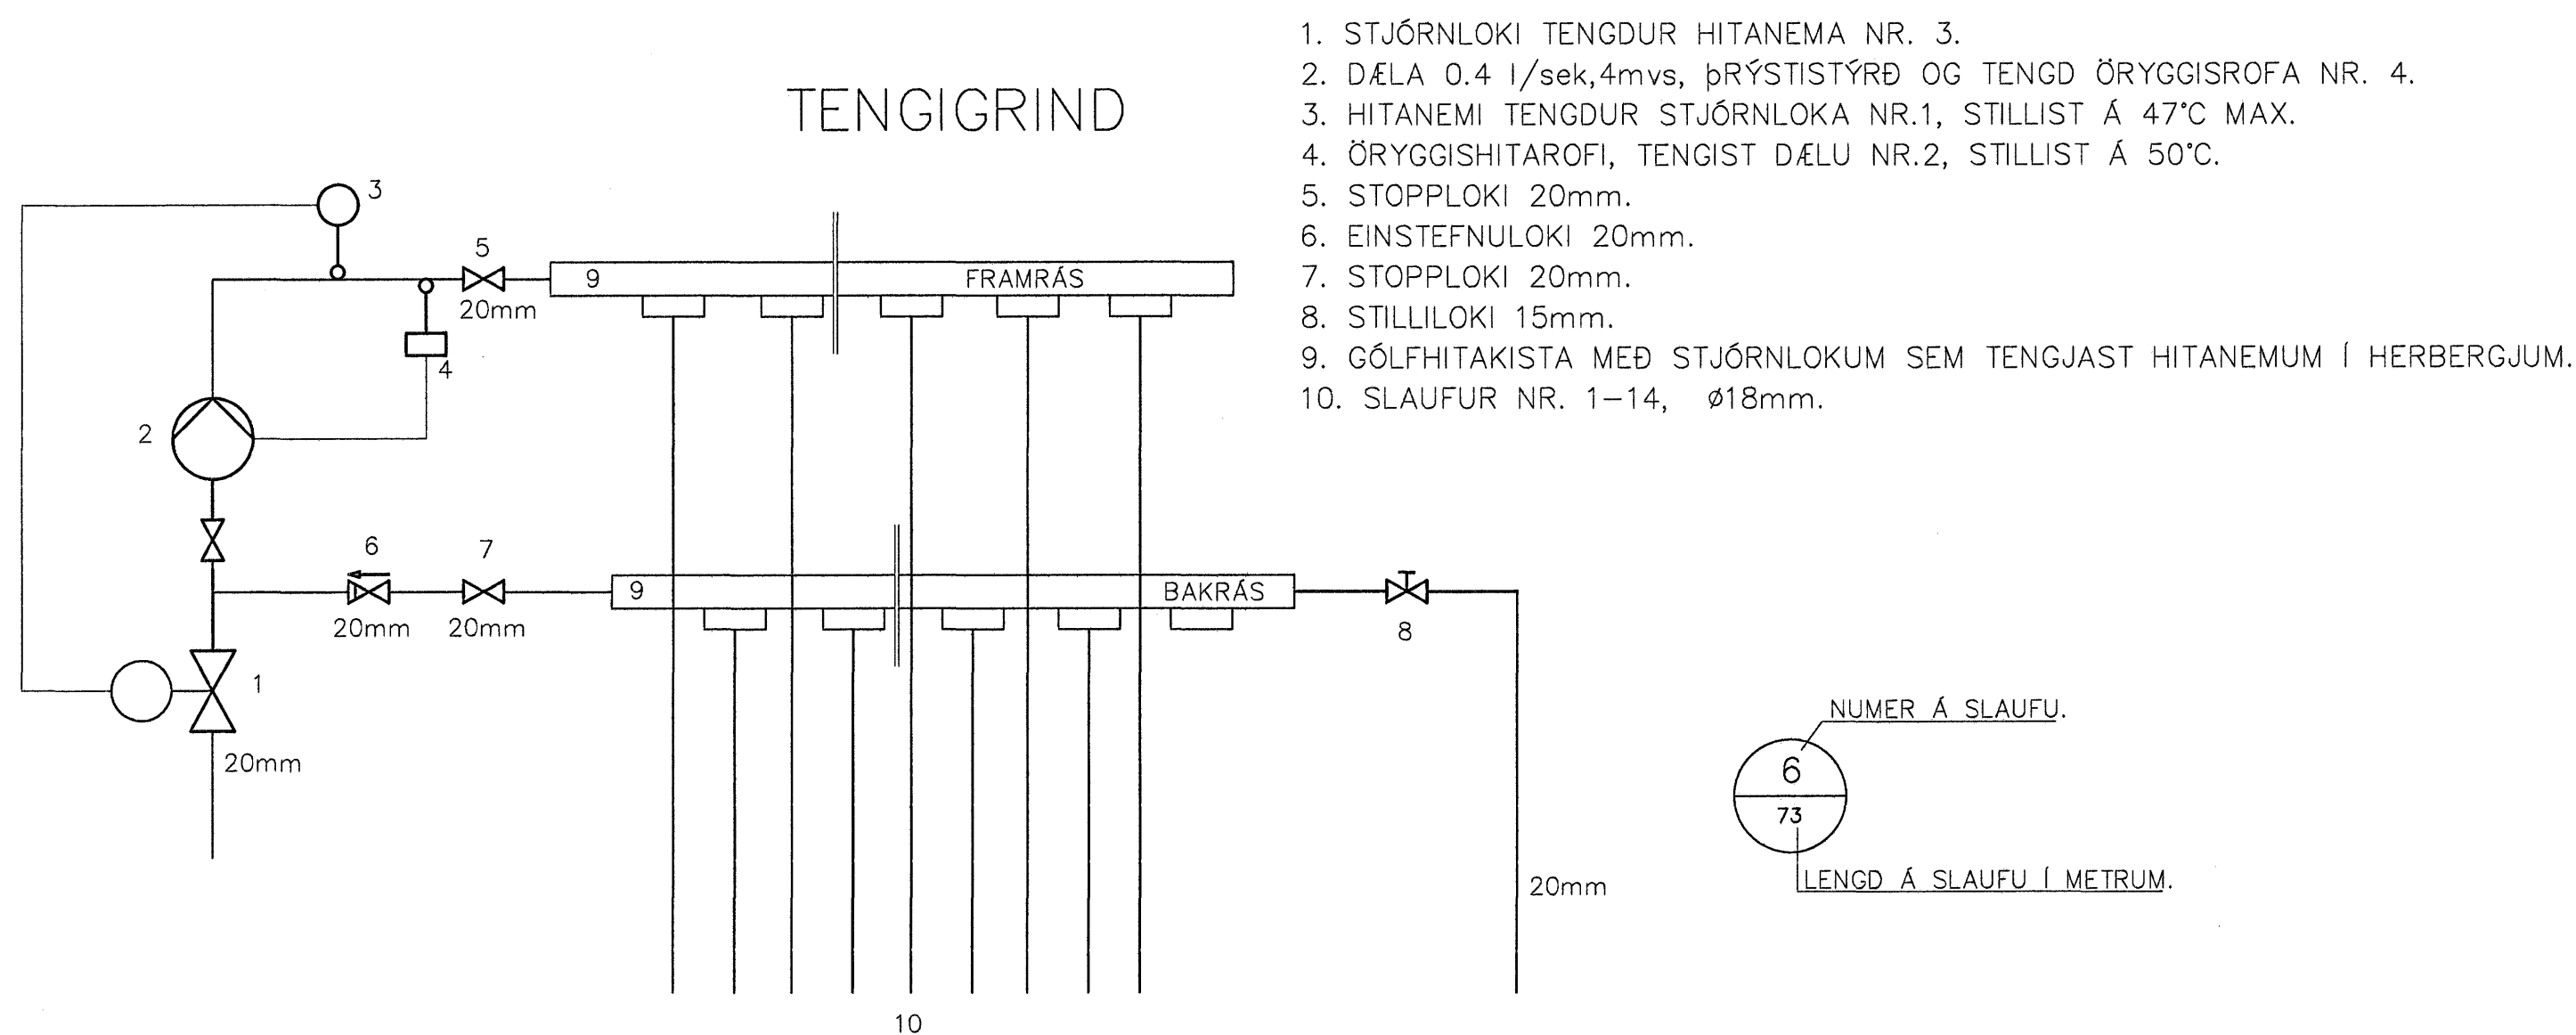 TENGIGRIND
1. STJÓRNLOKI TENGDUR HITANEMA NR. 3.
2. DÆLA 0.4 l/sek,4mvs, þRÝSTISTÝRÐ OG TENGD ÖRYGGISROFA NR. 4.
3. HITANEMI TENGDUR STJÓRNLOKA NR.1, STILLIST Á 47°C MAX.
4. ÖRYGGISHITAROFI, TENGIST DÆLU NR.2, STILLIST Á 50°C.
5. STOPPLOKI 20mm.
6. EINSTEFNULOKI 20mm.
7. STOPPLOKI 20mm.
8. STILLILOKI 15mm.
9. GÓLFHITAKISTA MEÐ STJÓRNLOKUM SEM TENGJAST HITANEMUM Í HERBERGJUM.
10. SLAUFUR NR. 1–14, ø18mm.
3
5
9
FRAMRÁS
20mm
4
2
6
7
9
BAKRÁS
20mm
20mm
8
1
20mm
20mm
10
NUMER Á SLAUFU.
6
73
LENGD Á SLAUFU Í METRUM.